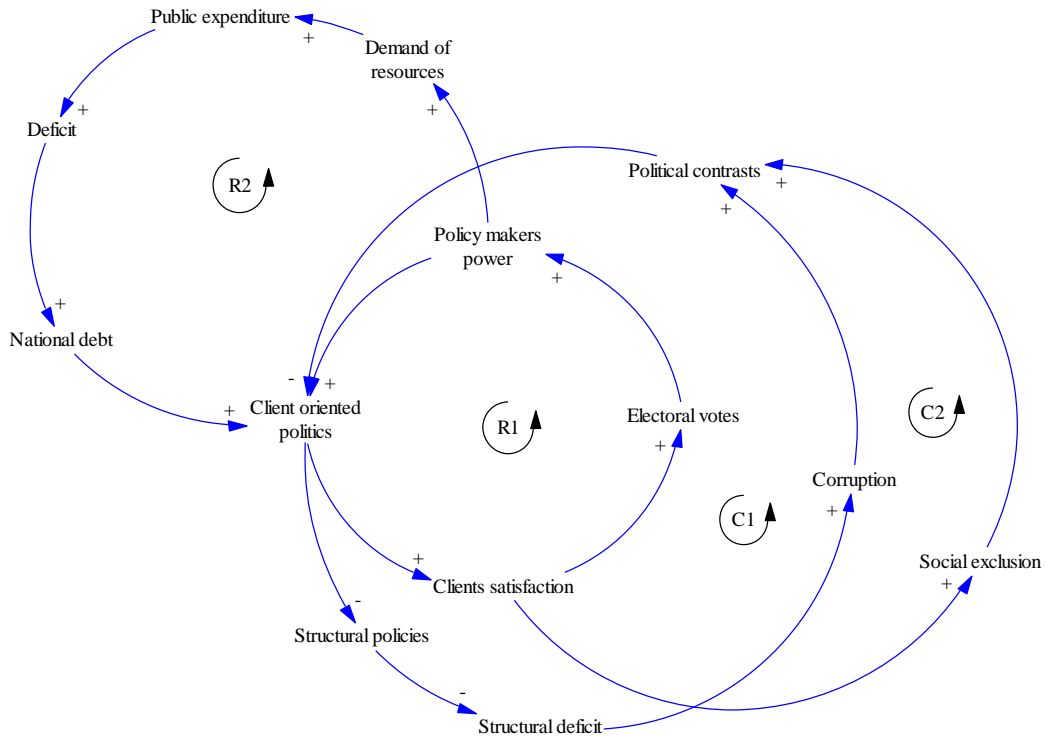 Public expenditure
+
Demand of
resources
+
+
Deficit
R2
Political contrasts
+
+
Policy makers
power
+
+
National debt
-
+
+
Client oriented
politics
R1
Electoral votes
+
C2
Corruption
+
C1
+
Clients satisfaction
Social exclusion
+
-
Structural policies
-
Structural deficit